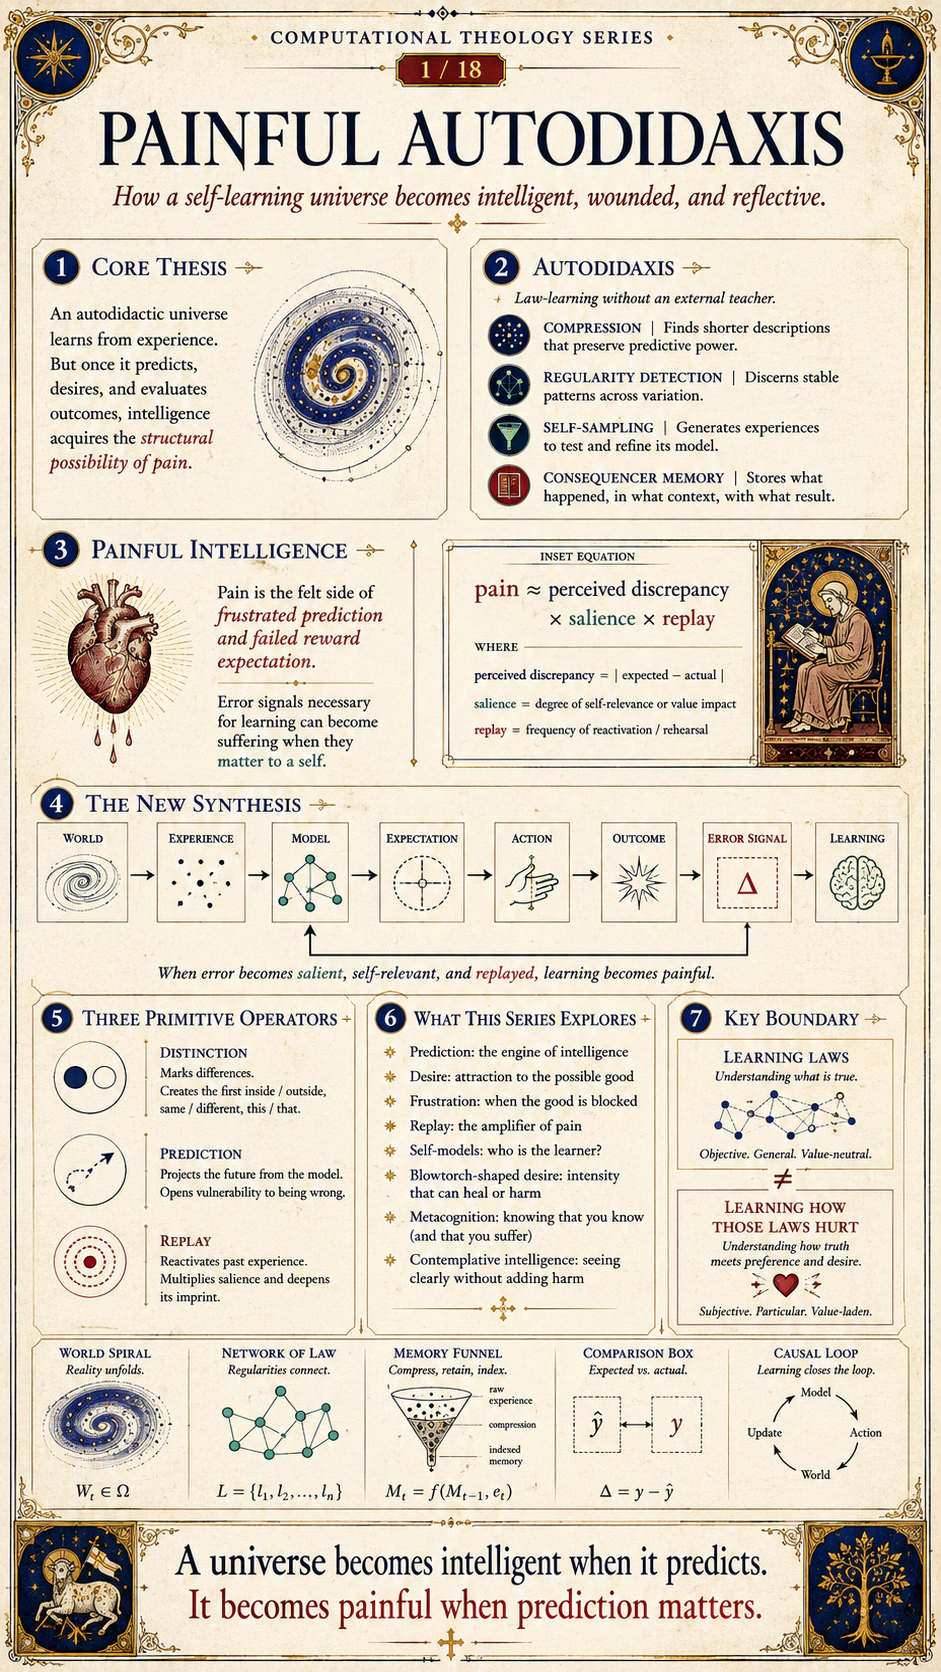 COMPUTATIONAL THEOLOGY SERIES
1 / 18
PAINFUL AUTODIDAXIS
How a self-learning universe becomes intelligent, wounded, and reflective.
1 CORE THESIS
An autodidactic universe
learns from experience.
But once it predicts,
desires, and evaluates
outcomes, intelligence
acquires the structural
possibility of pain.
2 AUTODIDAXIS
Law-learning without an external teacher.
COMPRESSION | Finds shorter descriptions
that preserve predictive power.
REGULARITY DETECTION | Discerns stable
patterns across variation.
SELF-SAMPLING | Generates experiences
to test and refine its model.
CONSEQUENCER MEMORY | Stores what
happened, in what context, with what result.
3 PAINFUL INTELLIGENCE
Pain is the felt side of
frustrated prediction
and failed reward
expectation.
Error signals necessary
for learning can become
suffering when they
matter to a self.
INSET EQUATION
pain ≈ perceived discrepancy
× salience × replay
WHERE
perceived discrepancy = | expected − actual |
salience = degree of self-relevance or value impact
replay = frequency of reactivation / rehearsal
4 THE NEW SYNTHESIS
WORLD
EXPERIENCE
MODEL
EXPECTATION
ACTION
OUTCOME
ERROR SIGNAL
Δ
LEARNING
When error becomes salient, self-relevant, and replayed, learning becomes painful.
5 THREE PRIMITIVE OPERATORS
DISTINCTION
Marks differences.
Creates the first inside / outside,
same / different, this / that.
PREDICTION
Projects the future from the model.
Opens vulnerability to being wrong.
REPLAY
Reactivates past experience.
Multiplies salience and deepens
its imprint.
6 WHAT THIS SERIES EXPLORES
Prediction: the engine of intelligence
Desire: attraction to the possible good
Frustration: when the good is blocked
Replay: the amplifier of pain
Self-models: who is the learner?
Blowtorch-shaped desire: intensity
that can heal or harm
Metacognition: knowing that you know
(and that you suffer)
Contemplative intelligence: seeing
clearly without adding harm
7 KEY BOUNDARY
LEARNING LAWS
Understanding what is true.
Objective. General. Value-neutral.
≠
LEARNING HOW
THOSE LAWS HURT
Understanding how truth
meets preference and desire.
Subjective. Particular. Value-laden.
WORLD SPIRAL
Reality unfolds.
W_t ∈ Ω
NETWORK OF LAW
Regularities connect.
L = {l_1, l_2, ..., l_n}
MEMORY FUNNEL
Compress, retain, index.
raw
experience
compression
indexed
memory
M_t = f(M_{t−1}, e_t)
COMPARISON BOX
Expected vs. actual.
ŷ
y
Δ = y − ŷ
CAUSAL LOOP
Learning closes the loop.
Model
Update
Action
World
A universe becomes intelligent when it predicts.
It becomes painful when prediction matters.